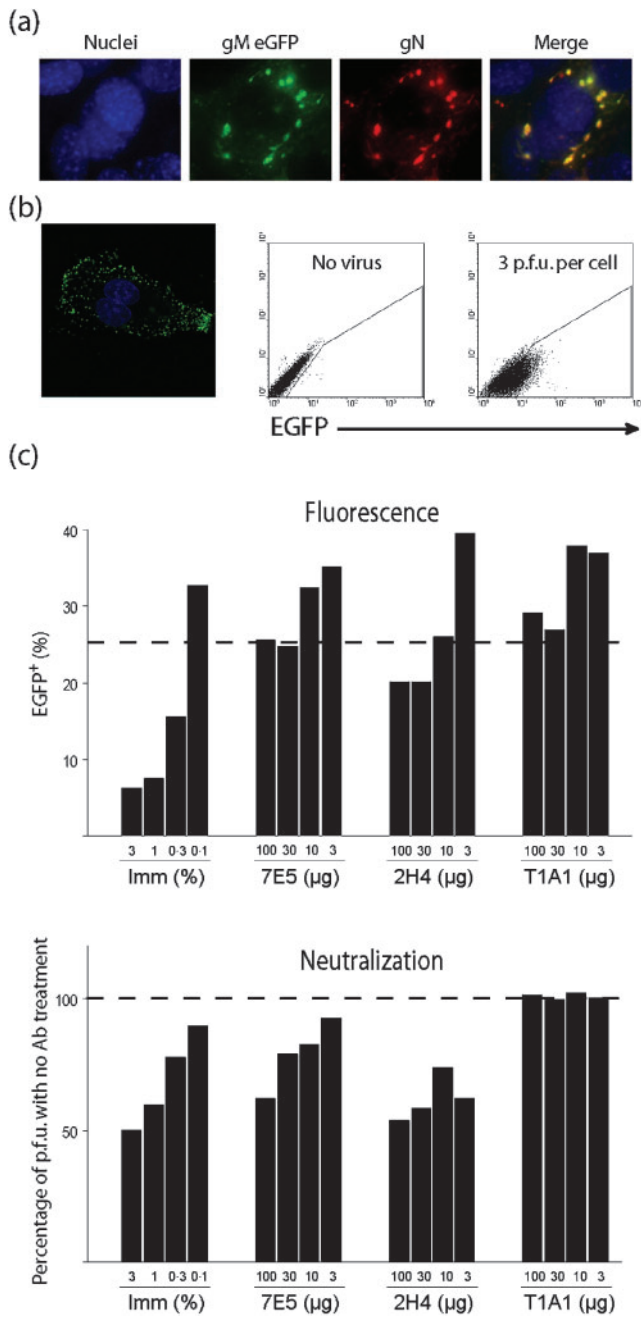 (a)
Nuclei gM eGFP gN Merge
(b)
No virus 3 p.f.u. per cell
EGFP
(c)
Fluorescence
EGFP⁺ (%)
40
30
20
10
3 1 0·3 0·1 100 30 10 3 100 30 10 3 100 30 10 3
Imm (%) 7E5 (µg) 2H4 (µg) T1A1 (µg)
Neutralization
Percentage of p.f.u. with no Ab treatment
100
50
3 1 0·3 0·1 100 30 10 3 100 30 10 3 100 30 10 3
Imm (%) 7E5 (µg) 2H4 (µg) T1A1 (µg)